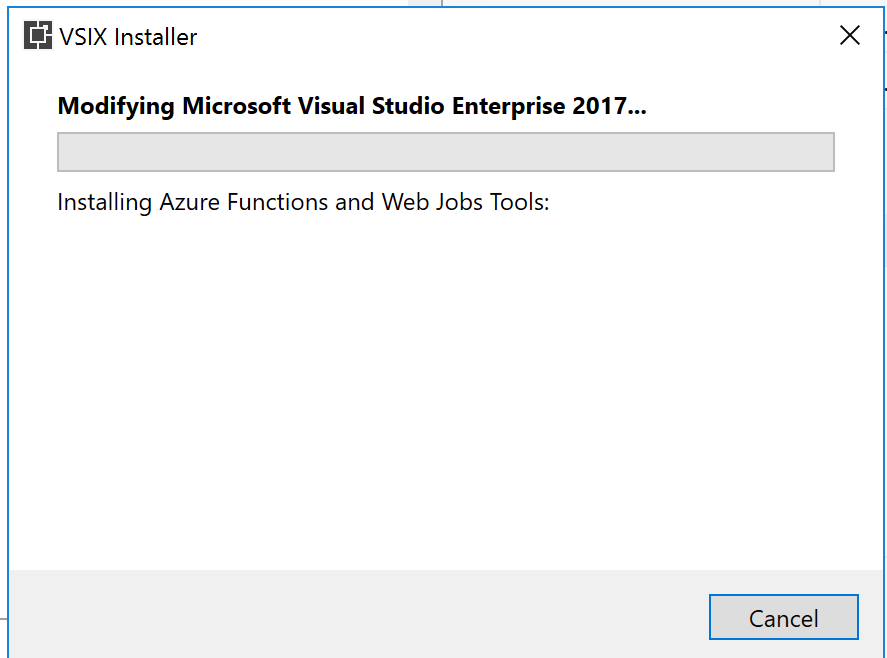 VSIX Installer
Modifying Microsoft Visual Studio Enterprise 2017...
Installing Azure Functions and Web Jobs Tools:
Cancel